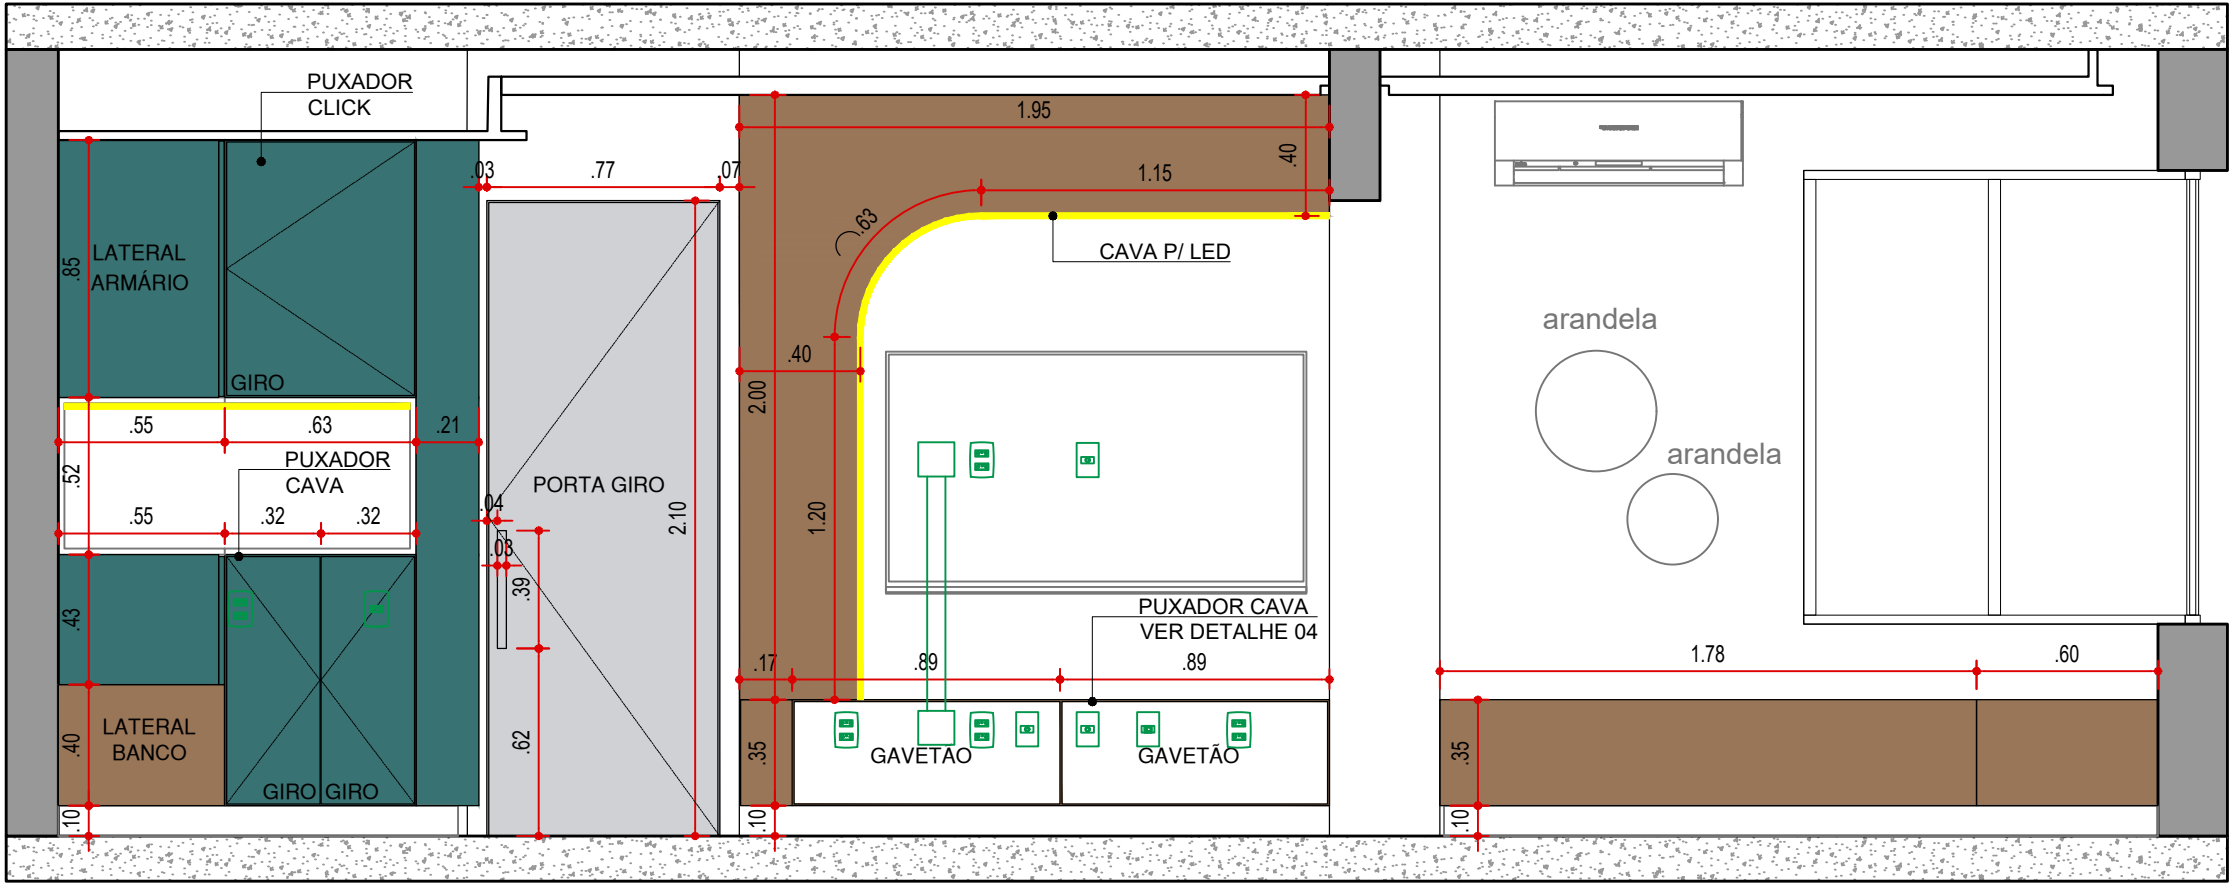 PUXADOR
CLICK
1.95
.40
.03
.77
.07
1.15
.63
LATERAL
ARMÁRIO
.85
CAVA P/ LED
arandela
GIRO
.40
2.00
.55
.63
.21
PUXADOR
CAVA
.52
arandela
PORTA GIRO
.04
2.10
1.20
.55
.32
.32
.03
.39
.43
PUXADOR CAVA
VER DETALHE 04
.17
.89
.89
1.78
.60
LATERAL
BANCO
.40
.62
.35
GAVETÃO
GAVETÃO
.35
GIRO
GIRO
.10
.10
.10